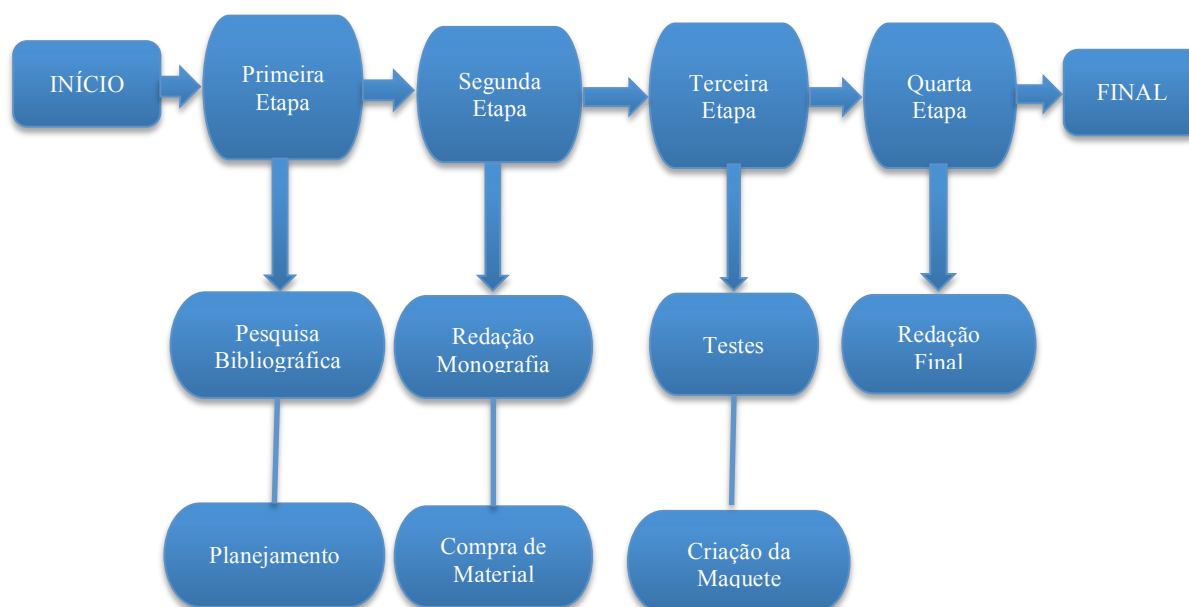 INÍCIO
Primeira
Etapa
Segunda
Etapa
Terceira
Etapa
Quarta
Etapa
FINAL
Pesquisa
Bibliográfica
Redação
Monografia
Testes
Redação
Final
Planejamento
Compra de
Material
Criação da
Maquete